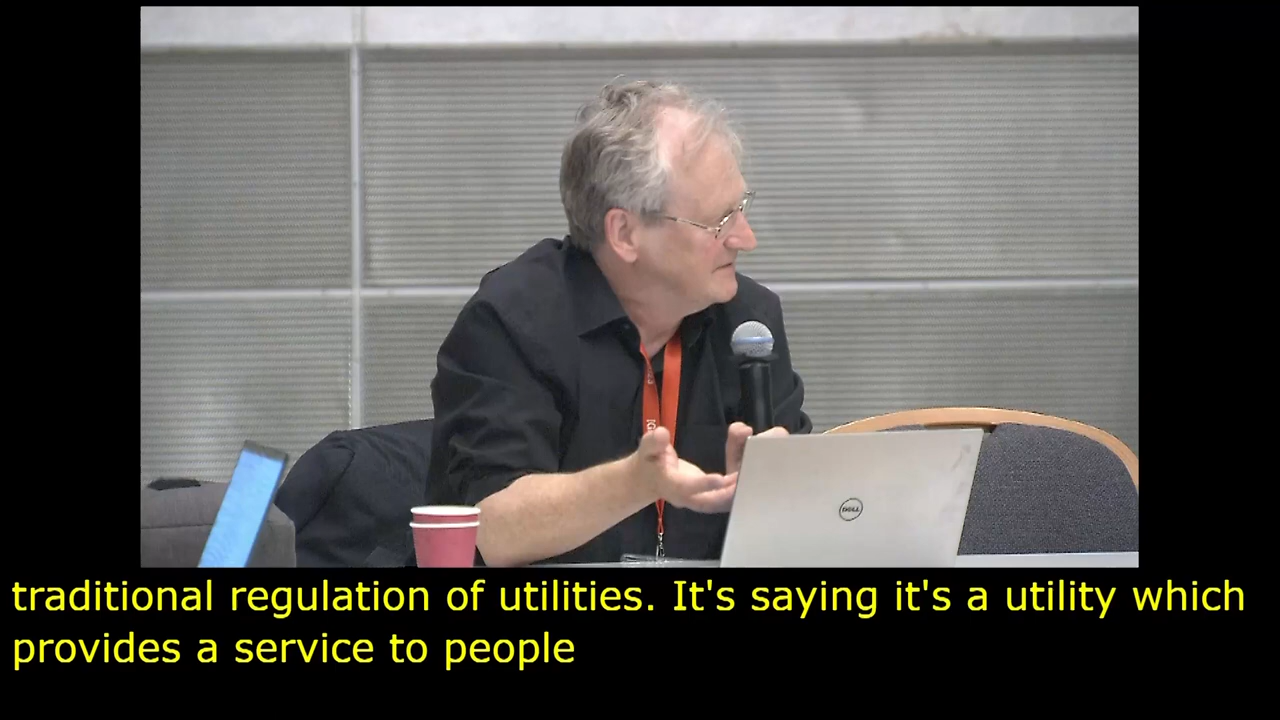 DELL
traditional regulation of utilities. It's saying it's a utility which
provides a service to people